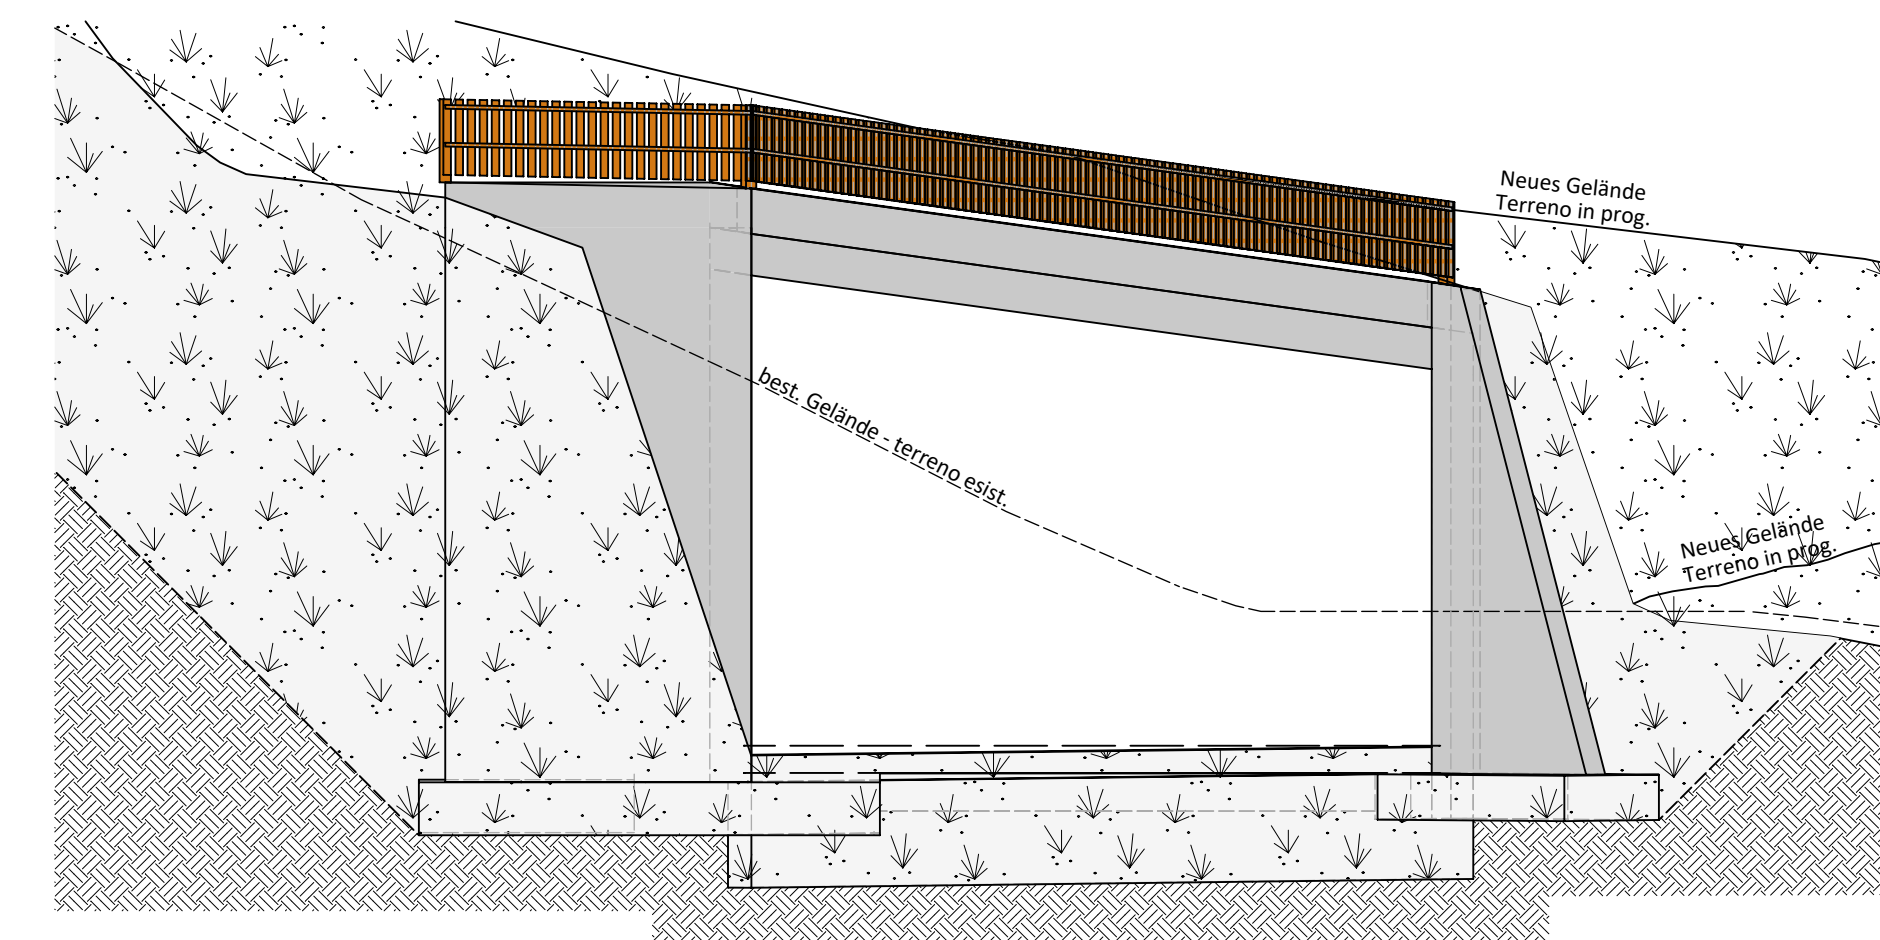 Neues Gelände
Terreno in prog.
best. Gelände - terreno esist.
Neues Gelände
Terreno in prog.